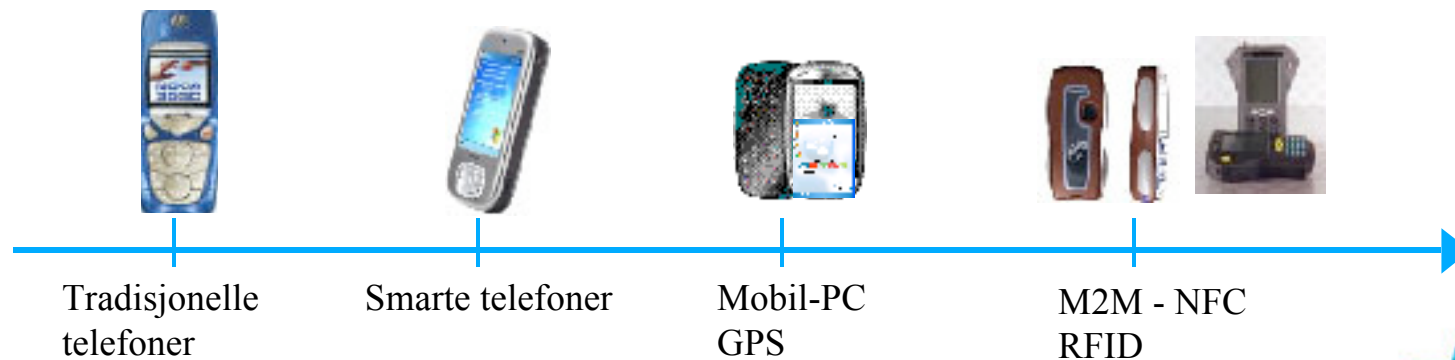 Tradisjonelle
telefoner
Smarte telefoner
Mobil-PC
GPS
M2M - NFC
RFID